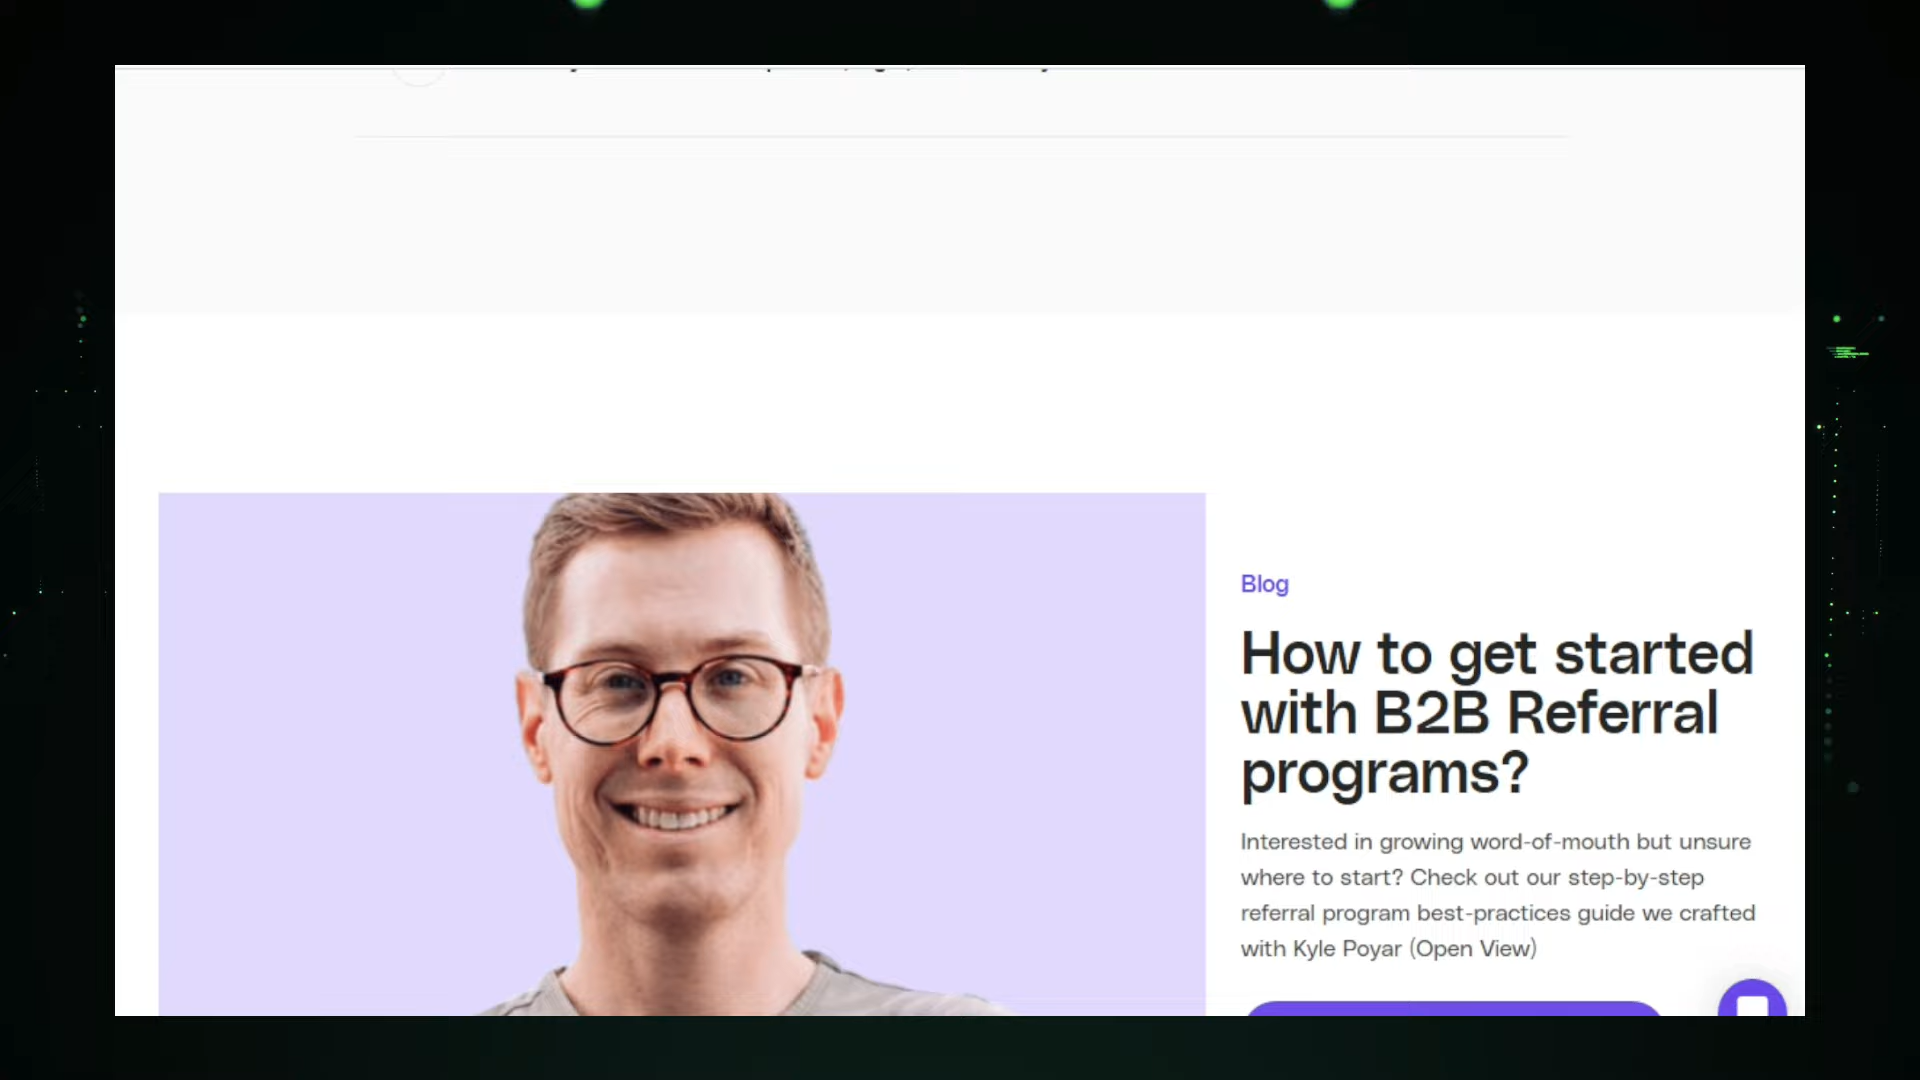 Blog
How to get started
with B2B Referral
programs?
Interested in growing word-of-mouth but unsure
where to start? Check out our step-by-step
referral program best-practices guide we crafted
with Kyle Poyar (Open View)